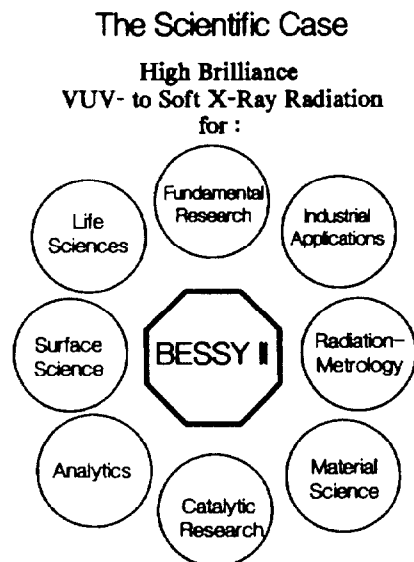 The Scientific Case
High Brilliance
VUV- to Soft X-Ray Radiation
for :
Fundamental
Research
Life
Sciences
Industrial
Applications
Surface
Science
BESSY II
Radiation-
Metrology
Analytics
Material
Science
Catalytic
Research